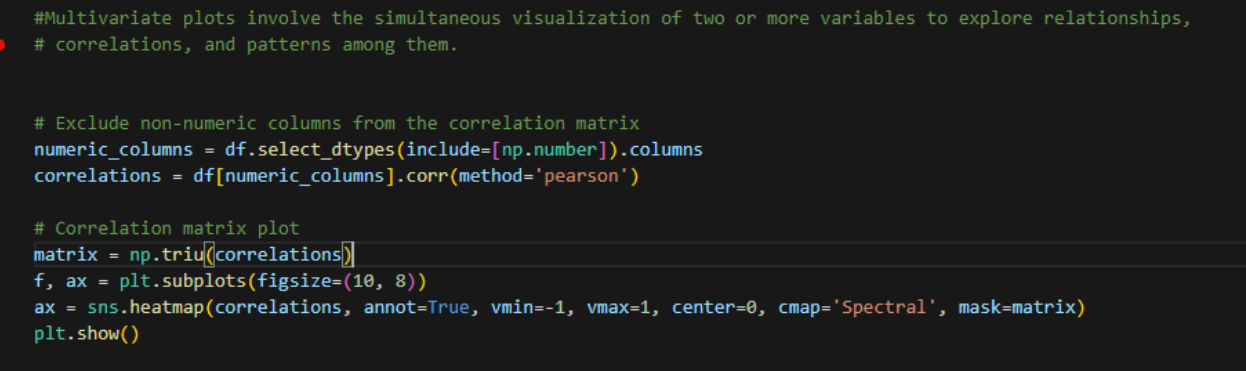 #Multivariate plots involve the simultaneous visualization of two or more variables to explore relationships,
# correlations, and patterns among them.
# Exclude non-numeric columns from the correlation matrix
numeric_columns = df.select_dtypes(include=[np.number]).columns
correlations = df[numeric_columns].corr(method='pearson')
# Correlation matrix plot
matrix = np.triu(correlations)
f, ax = plt.subplots(figsize=(10, 8))
ax = sns.heatmap(correlations, annot=True, vmin=-1, vmax=1, center=0, cmap='Spectral', mask=matrix)
plt.show()